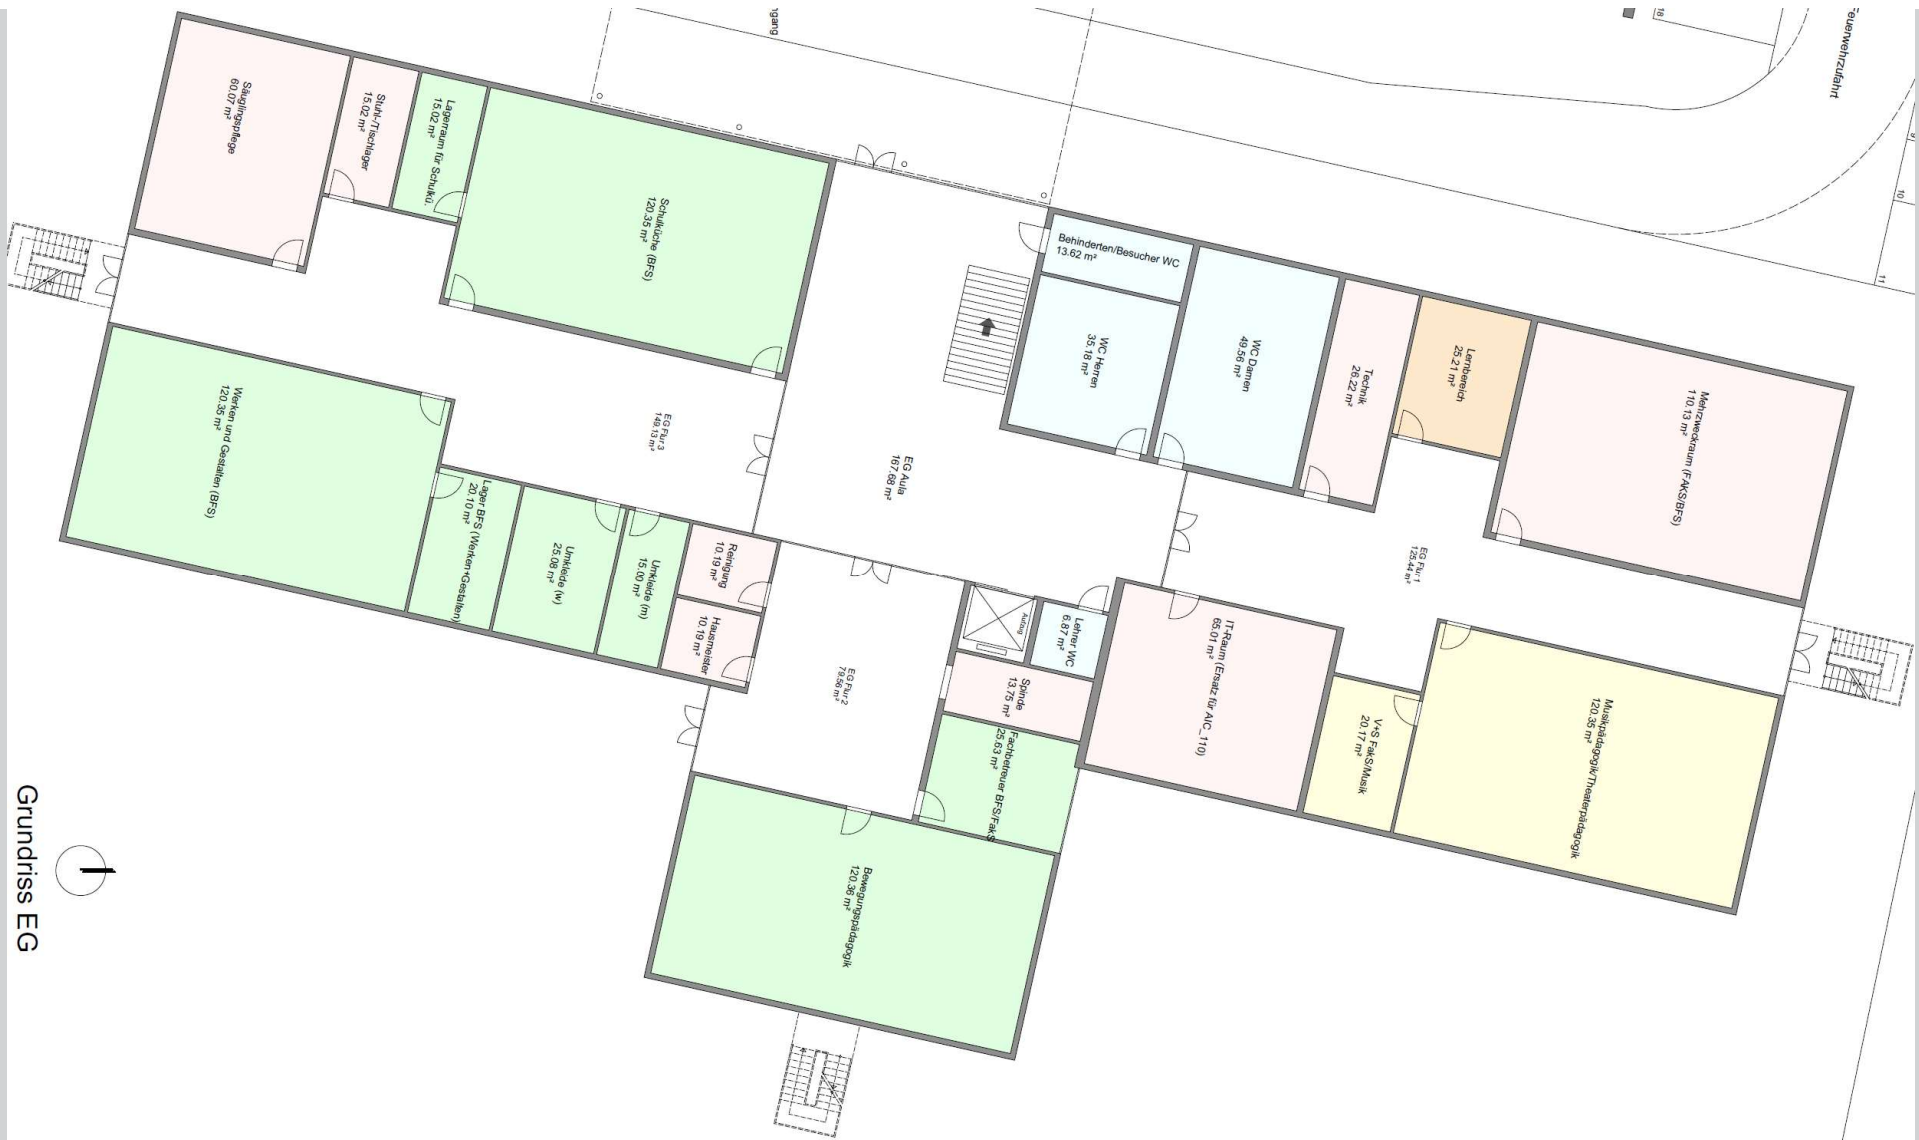 ngang
Feuerwehrzufahrt
18
9
10
11
Säuglingspflege
60.07 m²
Stuhl-/Tischlager
15.02 m²
Lagerraum für Schulkü.
15.02 m²
Schulküche (BFS)
120.35 m²
Behinderten/Besucher WC
13.62 m²
WC Herren
35.18 m²
WC Damen
49.56 m²
Technik
26.22 m²
Lernbereich
25.21 m²
Mehrzweckraum (FAKS/BFS)
110.13 m²
Werken und Gestalten (BFS)
120.35 m²
EG Flur 3
149.13 m²
EG Aula
167.68 m²
EG Flur 1
125.44 m²
Lager BFS (Werken+Gestalten)
20.10 m²
Umkleide (w)
25.08 m²
Umkleide (m)
15.00 m²
Reinigung
10.19 m²
Hausmeister
10.19 m²
EG Flur 2
79.56 m²
Aufzug
Lehrer WC
6.87 m²
Spinde
13.75 m²
Fachbetreuer BFS/FakS
25.63 m²
IT-Raum (Ersatz für AIC_110)
65.01 m²
V+S FakS/Musik
20.17 m²
Musikpädagogik/Theaterpädagogik
120.35 m²
Bewegungspädagogik
120.36 m²
Grundriss EG